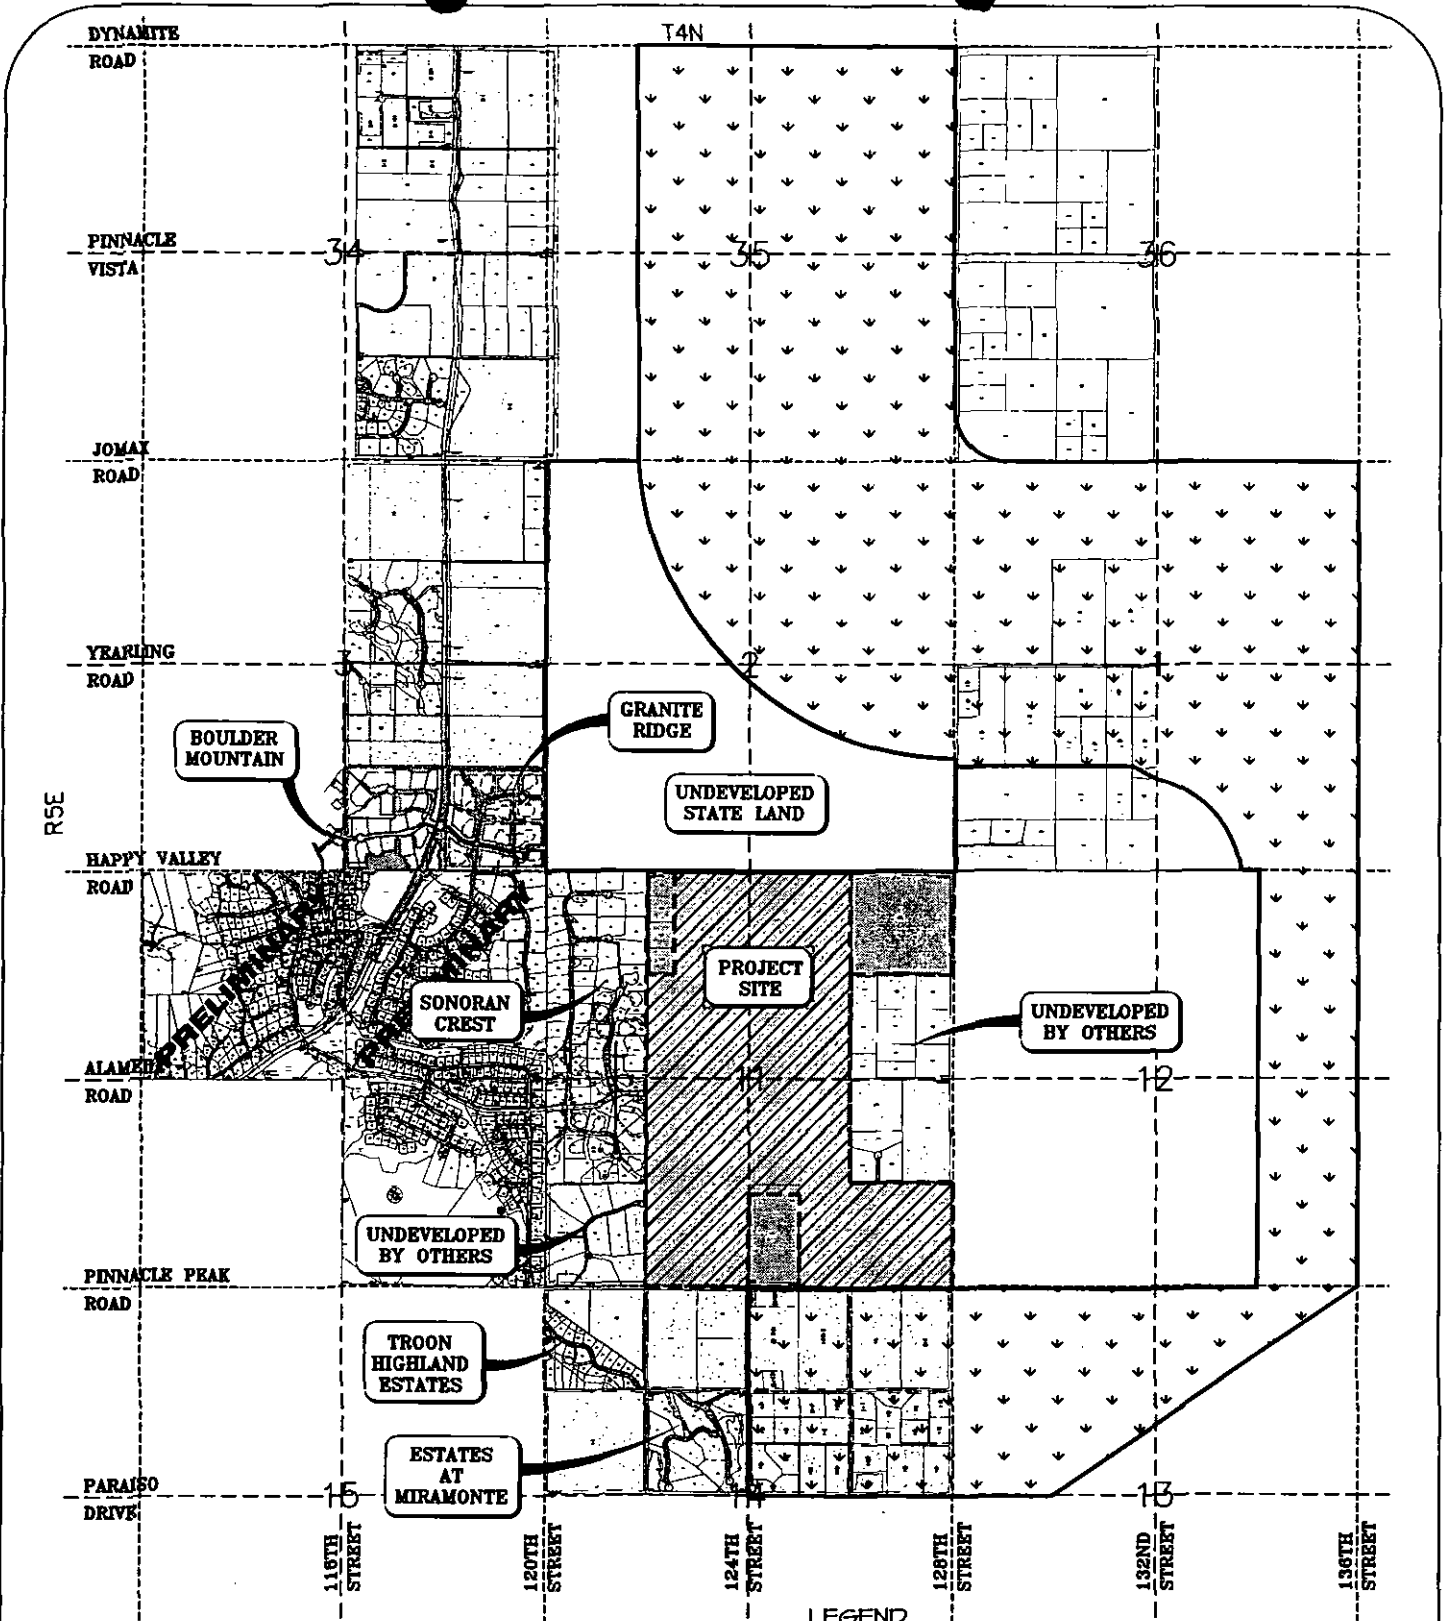 DYNAMITE
ROAD
T4N
PINNACLE
VISTA
34
35
36
JOMAX
ROAD
YEARLING
ROAD
3
2
1
GRANITE
RIDGE
BOULDER
MOUNTAIN
UNDEVELOPED
STATE LAND
R5E
HAPPY VALLEY
ROAD
PRELIMINARY
PRELIMINARY
PROJECT
SITE
SONORAN
CREST
UNDEVELOPED
BY OTHERS
ALAMEDA
ROAD
11
12
UNDEVELOPED
BY OTHERS
PINNACLE PEAK
ROAD
TROON
HIGHLAND
ESTATES
ESTATES
AT
MIRAMONTE
PARAISO
DRIVE
15
14
13
116TH
STREET
120TH
STREET
124TH
STREET
128TH
STREET
132ND
STREET
136TH
STREET
LEGEND